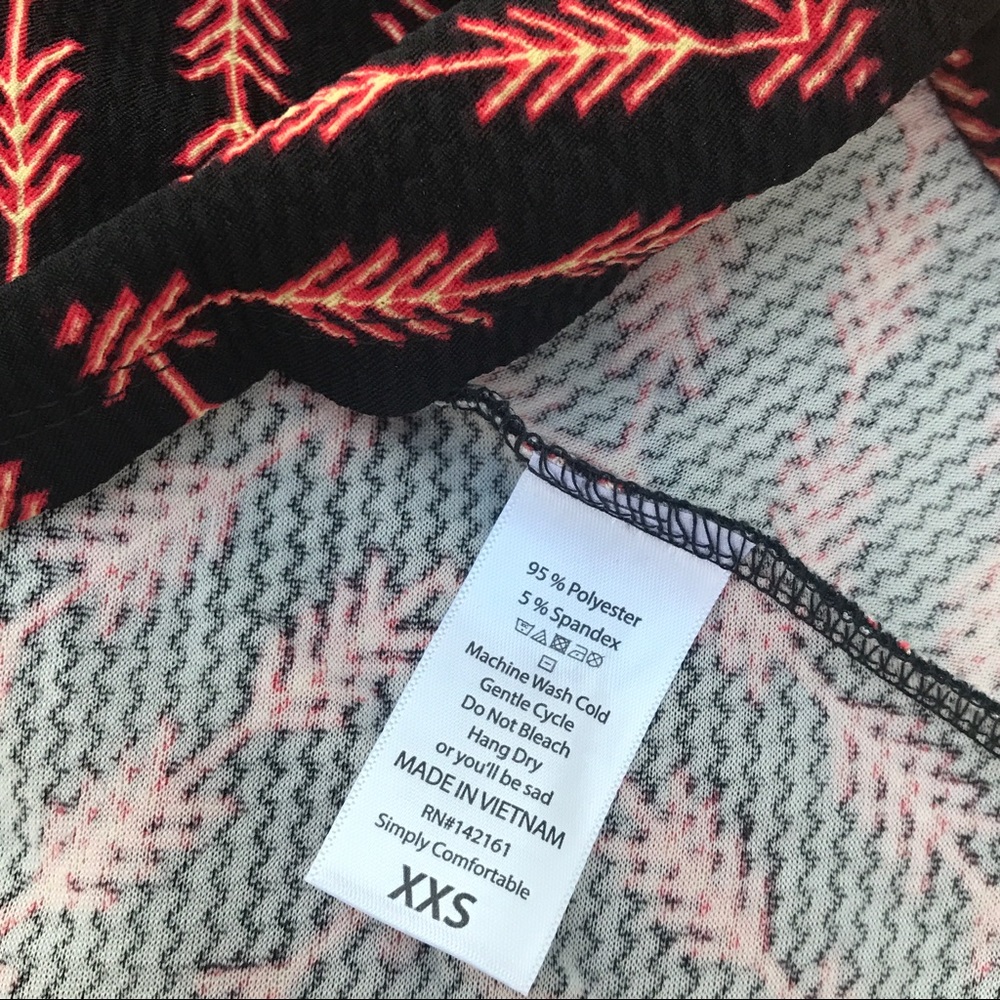 95 % Polyester
5 % Spandex
Machine Wash Cold
Gentle Cycle
Do Not Bleach
Hang Dry
or you'll be sad
MADE IN VIETNAM
RN#142161
Simply Comfortable
XXS